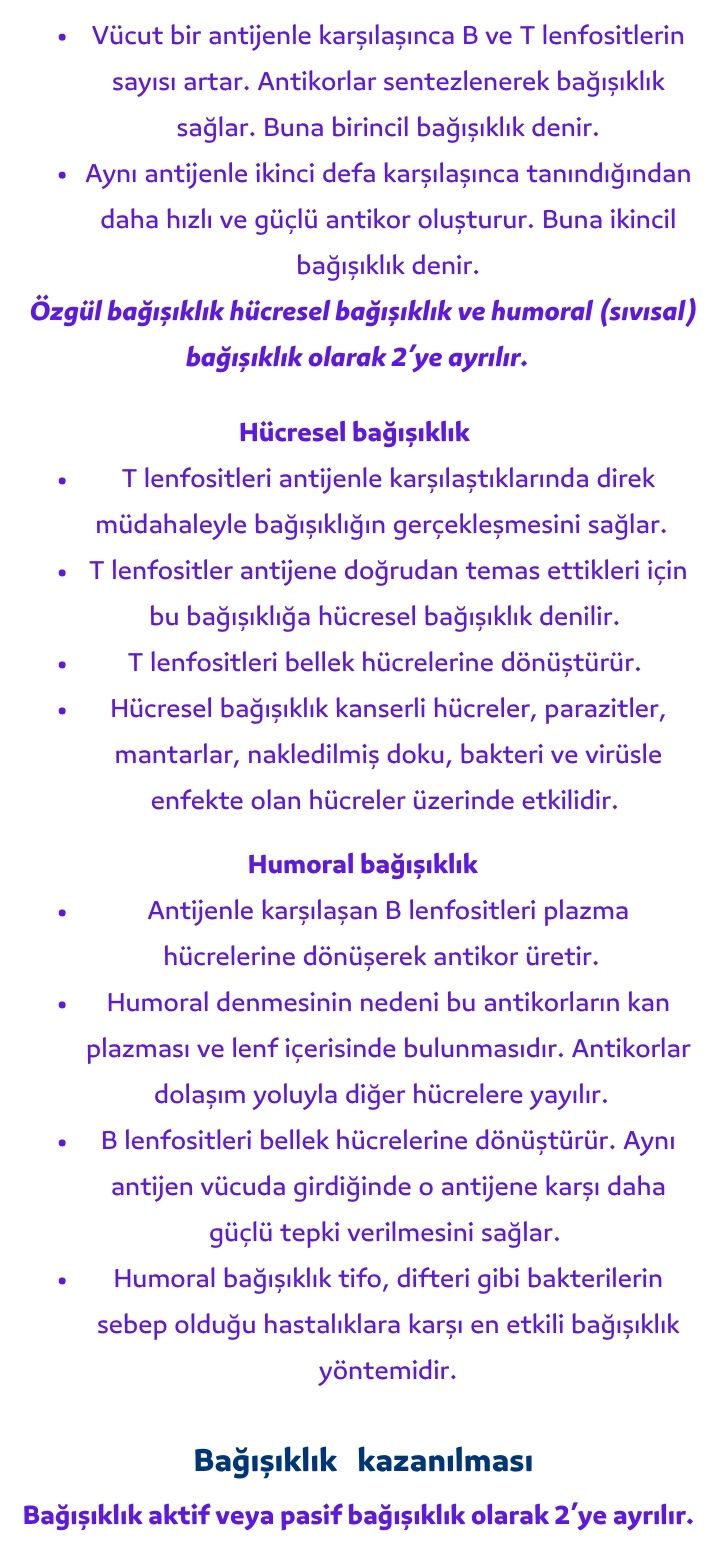 • Vücut bir antijenle karşılaşınca B ve T lenfositlerin
sayısı artar. Antikorlar sentezlenerek bağışıklık
sağlar. Buna birincil bağışıklık denir.
• Aynı antijenle ikinci defa karşılaşınca tanındığından
daha hızlı ve güçlü antikor oluşturur. Buna ikincil
bağışıklık denir.
Özgül bağışıklık hücresel bağışıklık ve humoral (sıvısal)
bağışıklık olarak 2’ye ayrılır.
Hücresel bağışıklık
• T lenfositleri antijenle karşılaştıklarında direk
müdahaleyle bağışıklığın gerçekleşmesini sağlar.
• T lenfositler antijene doğrudan temas ettikleri için
bu bağışıklığa hücresel bağışıklık denilir.
• T lenfositleri bellek hücrelerine dönüştürür.
• Hücresel bağışıklık kanserli hücreler, parazitler,
mantarlar, nakledilmiş doku, bakteri ve virüsle
enfekte olan hücreler üzerinde etkilidir.
Humoral bağışıklık
• Antijenle karşılaşan B lenfositleri plazma
hücrelerine dönüşerek antikor üretir.
• Humoral denmesinin nedeni bu antikorların kan
plazması ve lenf içerisinde bulunmasıdır. Antikorlar
dolaşım yoluyla diğer hücrelere yayılır.
• B lenfositleri bellek hücrelerine dönüştürür. Aynı
antijen vücuda girdiğinde o antijene karşı daha
güçlü tepki verilmesini sağlar.
• Humoral bağışıklık tifo, difteri gibi bakterilerin
sebep olduğu hastalıklara karşı en etkili bağışıklık
yöntemidir.
Bağışıklık kazanılması
Bağışıklık aktif veya pasif bağışıklık olarak 2’ye ayrılır.